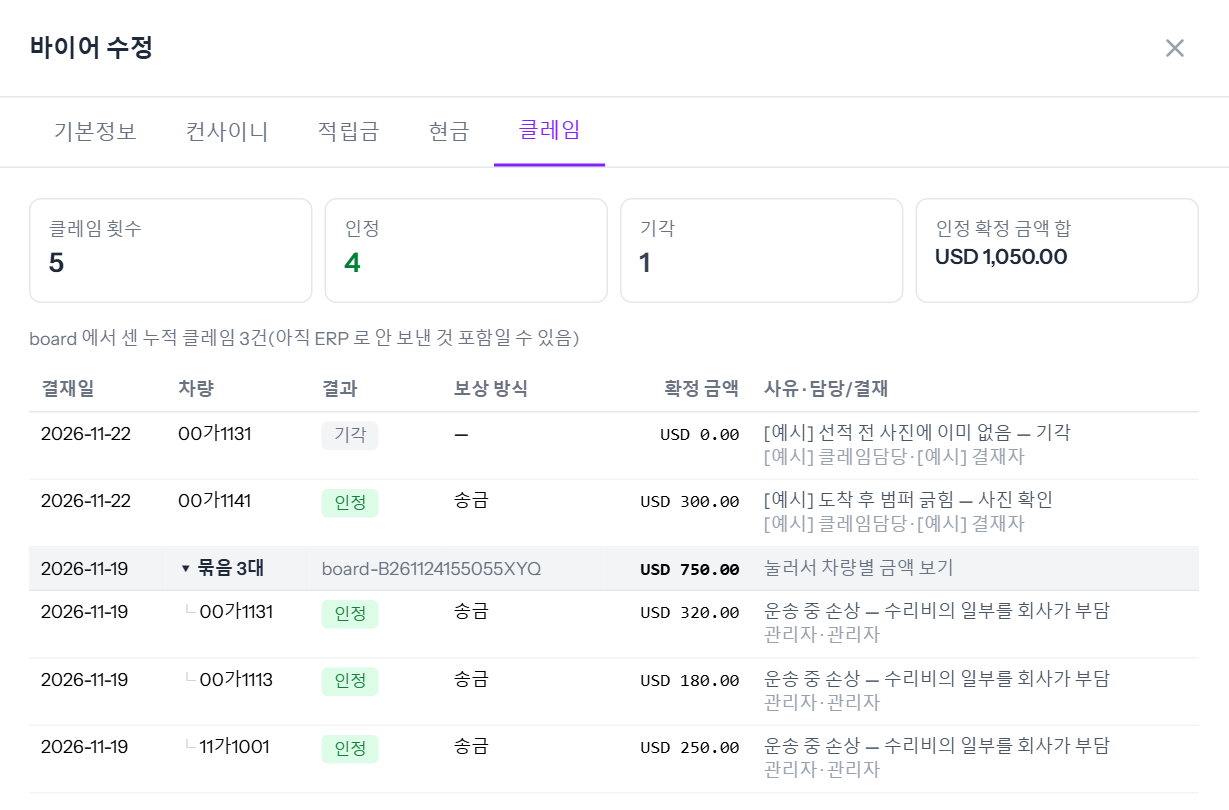 바이어 수정
기본정보 컨사이니 적립금 현금 클레임
클레임 횟수 인정 기각 인정 확정 금액 합
5 4 1 USD 1,050.00
board 에서 센 누적 클레임 3건(아직 ERP 로 안 보낸 것 포함일 수 있음)
결재일 차량 결과 보상 방식 확정 금액 사유·담당/결재
2026-11-22 00가1131 기각 — USD 0.00 [예시] 선적 전 사진에 이미 없음 — 기각
[예시] 클레임담당·[예시] 결재자
2026-11-22 00가1141 인정 송금 USD 300.00 [예시] 도착 후 범퍼 긁힘 — 사진 확인
[예시] 클레임담당·[예시] 결재자
2026-11-19 ▼ 묶음 3대 board-B261124155055XYQ USD 750.00 눌러서 차량별 금액 보기
2026-11-19 └ 00가1131 인정 송금 USD 320.00 운송 중 손상 — 수리비의 일부를 회사가 부담
관리자·관리자
2026-11-19 └ 00가1113 인정 송금 USD 180.00 운송 중 손상 — 수리비의 일부를 회사가 부담
관리자·관리자
2026-11-19 └ 11가1001 인정 송금 USD 250.00 운송 중 손상 — 수리비의 일부를 회사가 부담
관리자·관리자